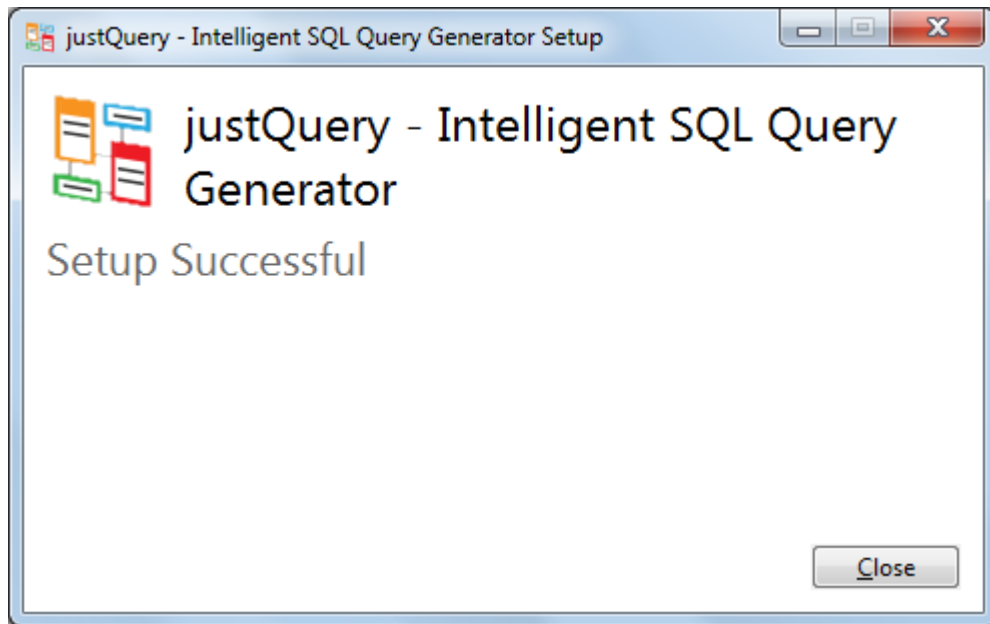 justQuery - Intelligent SQL Query Generator Setup
justQuery - Intelligent SQL Query
Generator
Setup Successful
Close